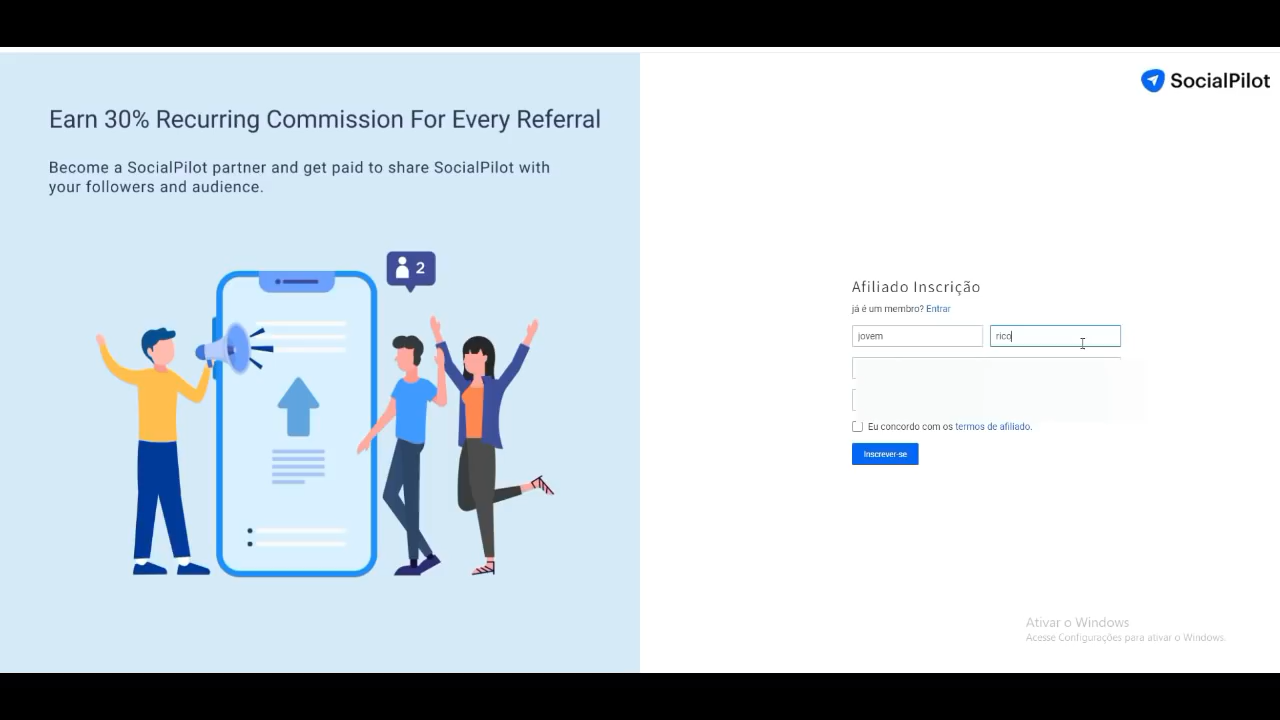 SocialPilot
Earn 30% Recurring Commission For Every Referral
Become a SocialPilot partner and get paid to share SocialPilot with
your followers and audience.
2
Afiliado Inscrição
já é um membro? Entrar
jovem
rico
Eu concordo com os termos de afiliado.
Inscrever-se
Ativar o Windows
Acesse Configurações para ativar o Windows.